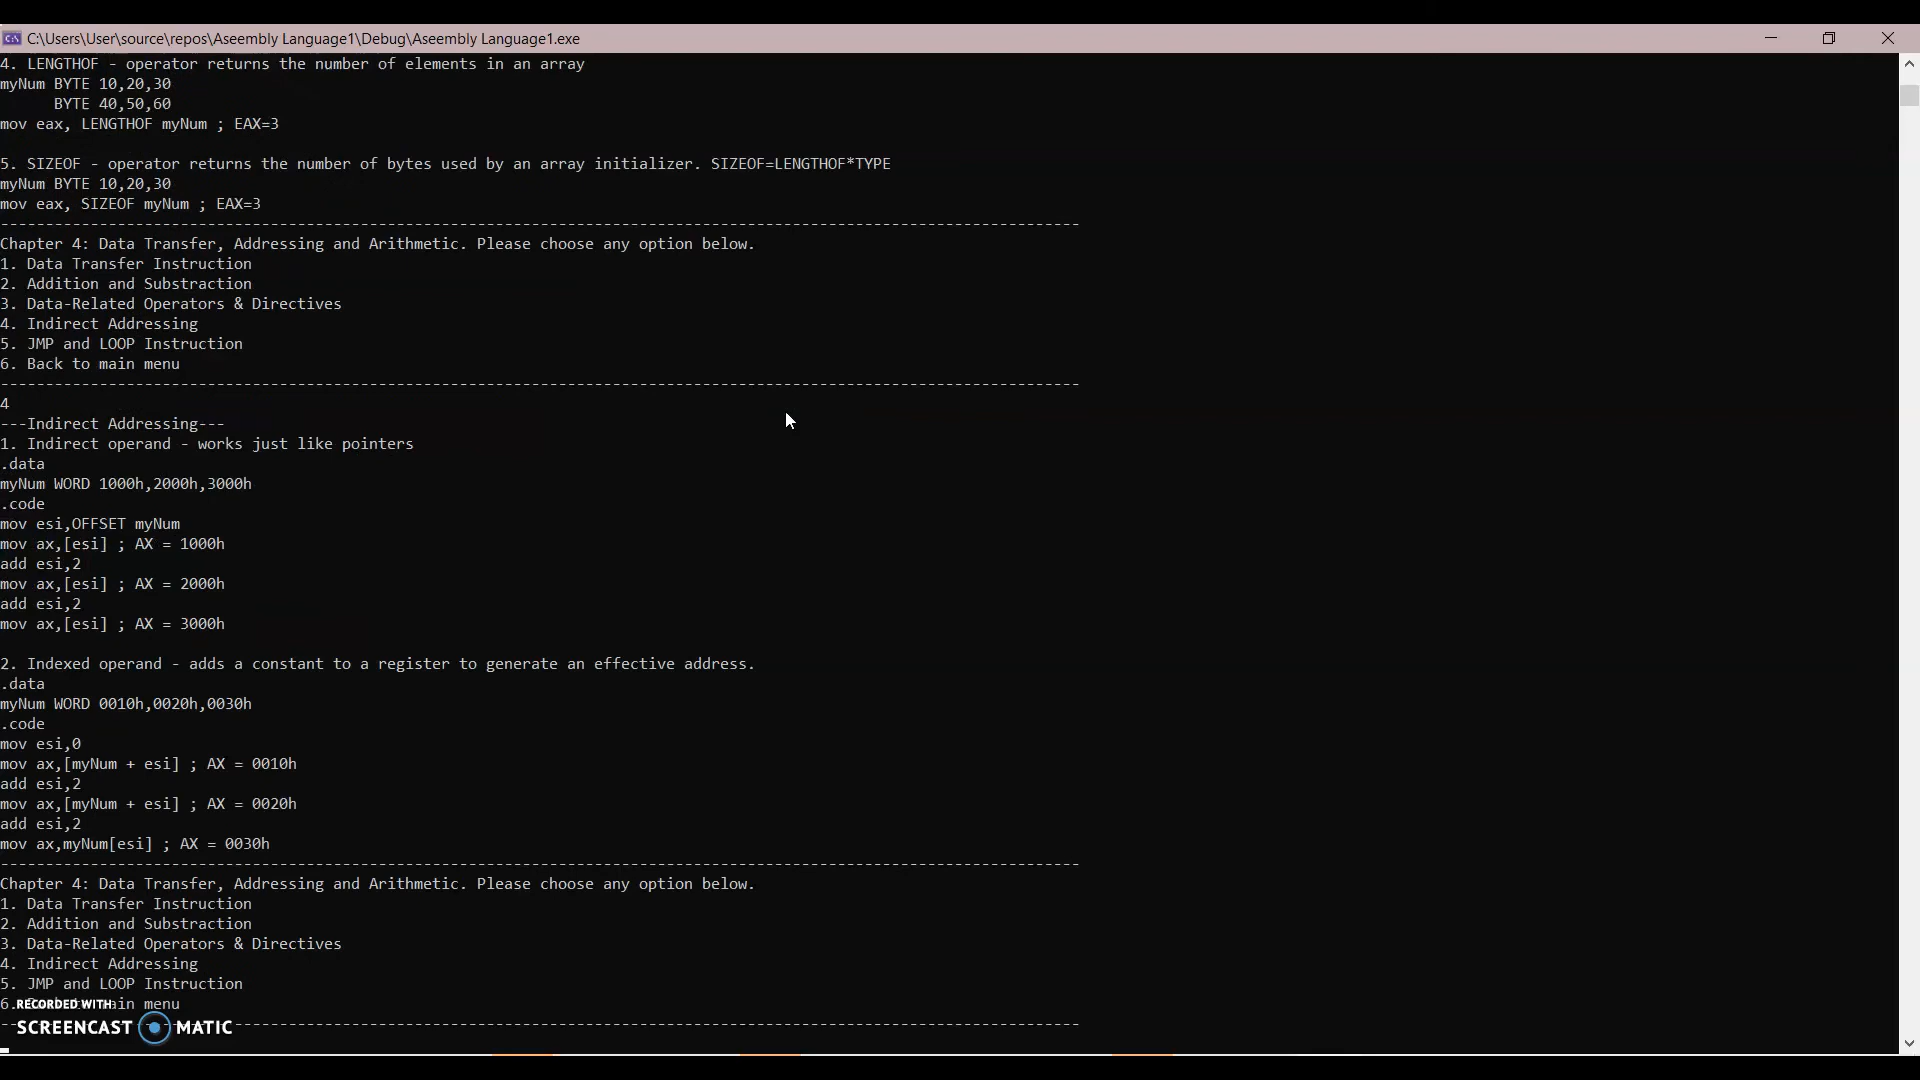 C:\Users\User\source\repos\Aseembly Language1\Debug\Aseembly Language1.exe
4. LENGTHOF - operator returns the number of elements in an array
myNum BYTE 10,20,30
      BYTE 40,50,60
mov eax, LENGTHOF myNum ; EAX=3
5. SIZEOF - operator returns the number of bytes used by an array initializer. SIZEOF=LENGTHOF*TYPE
myNum BYTE 10,20,30
mov eax, SIZEOF myNum ; EAX=3
------------------------------------------------------------------------------------------------------------------------
Chapter 4: Data Transfer, Addressing and Arithmetic. Please choose any option below.
1. Data Transfer Instruction
2. Addition and Substraction
3. Data-Related Operators & Directives
4. Indirect Addressing
5. JMP and LOOP Instruction
6. Back to main menu
------------------------------------------------------------------------------------------------------------------------
4
---Indirect Addressing---
1. Indirect operand - works just like pointers
.data
myNum WORD 1000h,2000h,3000h
.code
mov esi,OFFSET myNum
mov ax,[esi] ; AX = 1000h
add esi,2
mov ax,[esi] ; AX = 2000h
add esi,2
mov ax,[esi] ; AX = 3000h
2. Indexed operand - adds a constant to a register to generate an effective address.
.data
myNum WORD 0010h,0020h,0030h
.code
mov esi,0
mov ax,[myNum + esi] ; AX = 0010h
add esi,2
mov ax,[myNum + esi] ; AX = 0020h
add esi,2
mov ax,myNum[esi] ; AX = 0030h
------------------------------------------------------------------------------------------------------------------------
Chapter 4: Data Transfer, Addressing and Arithmetic. Please choose any option below.
1. Data Transfer Instruction
2. Addition and Substraction
3. Data-Related Operators & Directives
4. Indirect Addressing
5. JMP and LOOP Instruction
6. menu
RECORDED WITH
SCREENCAST MATIC